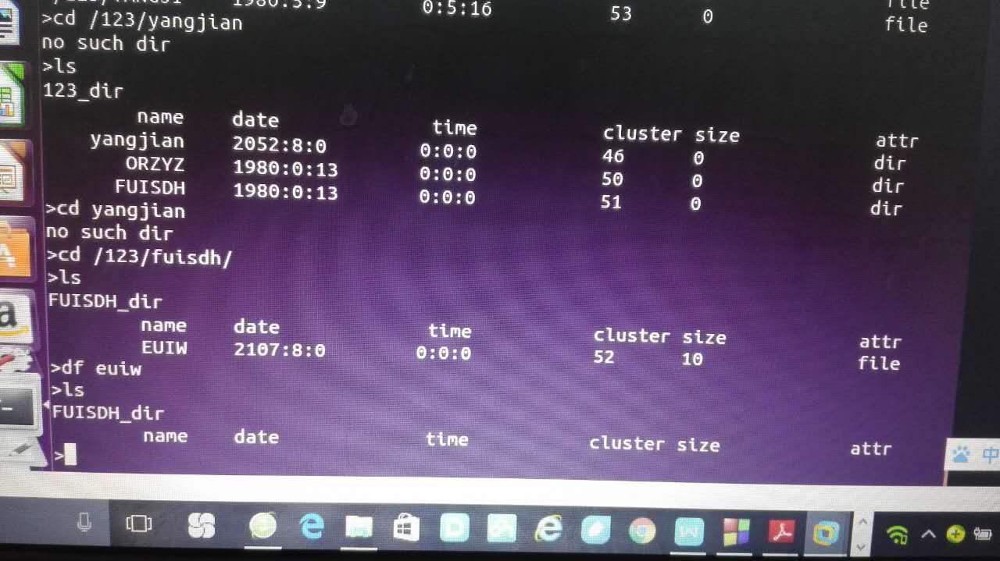 1980:5:9 0:5:16 53 0 file
>cd /123/yangjian
no such dir
>ls
123_dir
name date time cluster size attr
yangjian 2052:8:0 0:0:0 46 0 dir
ORZYZ 1980:0:13 0:0:0 50 0 dir
FUISDH 1980:0:13 0:0:0 51 0 dir
>cd yangjian
no such dir
>cd /123/fuisdh/
>ls
FUISDH_dir
name date time cluster size attr
EUIW 2107:8:0 0:0:0 52 10 file
>df euiw
>ls
FUISDH_dir
name date time cluster size attr
>
中